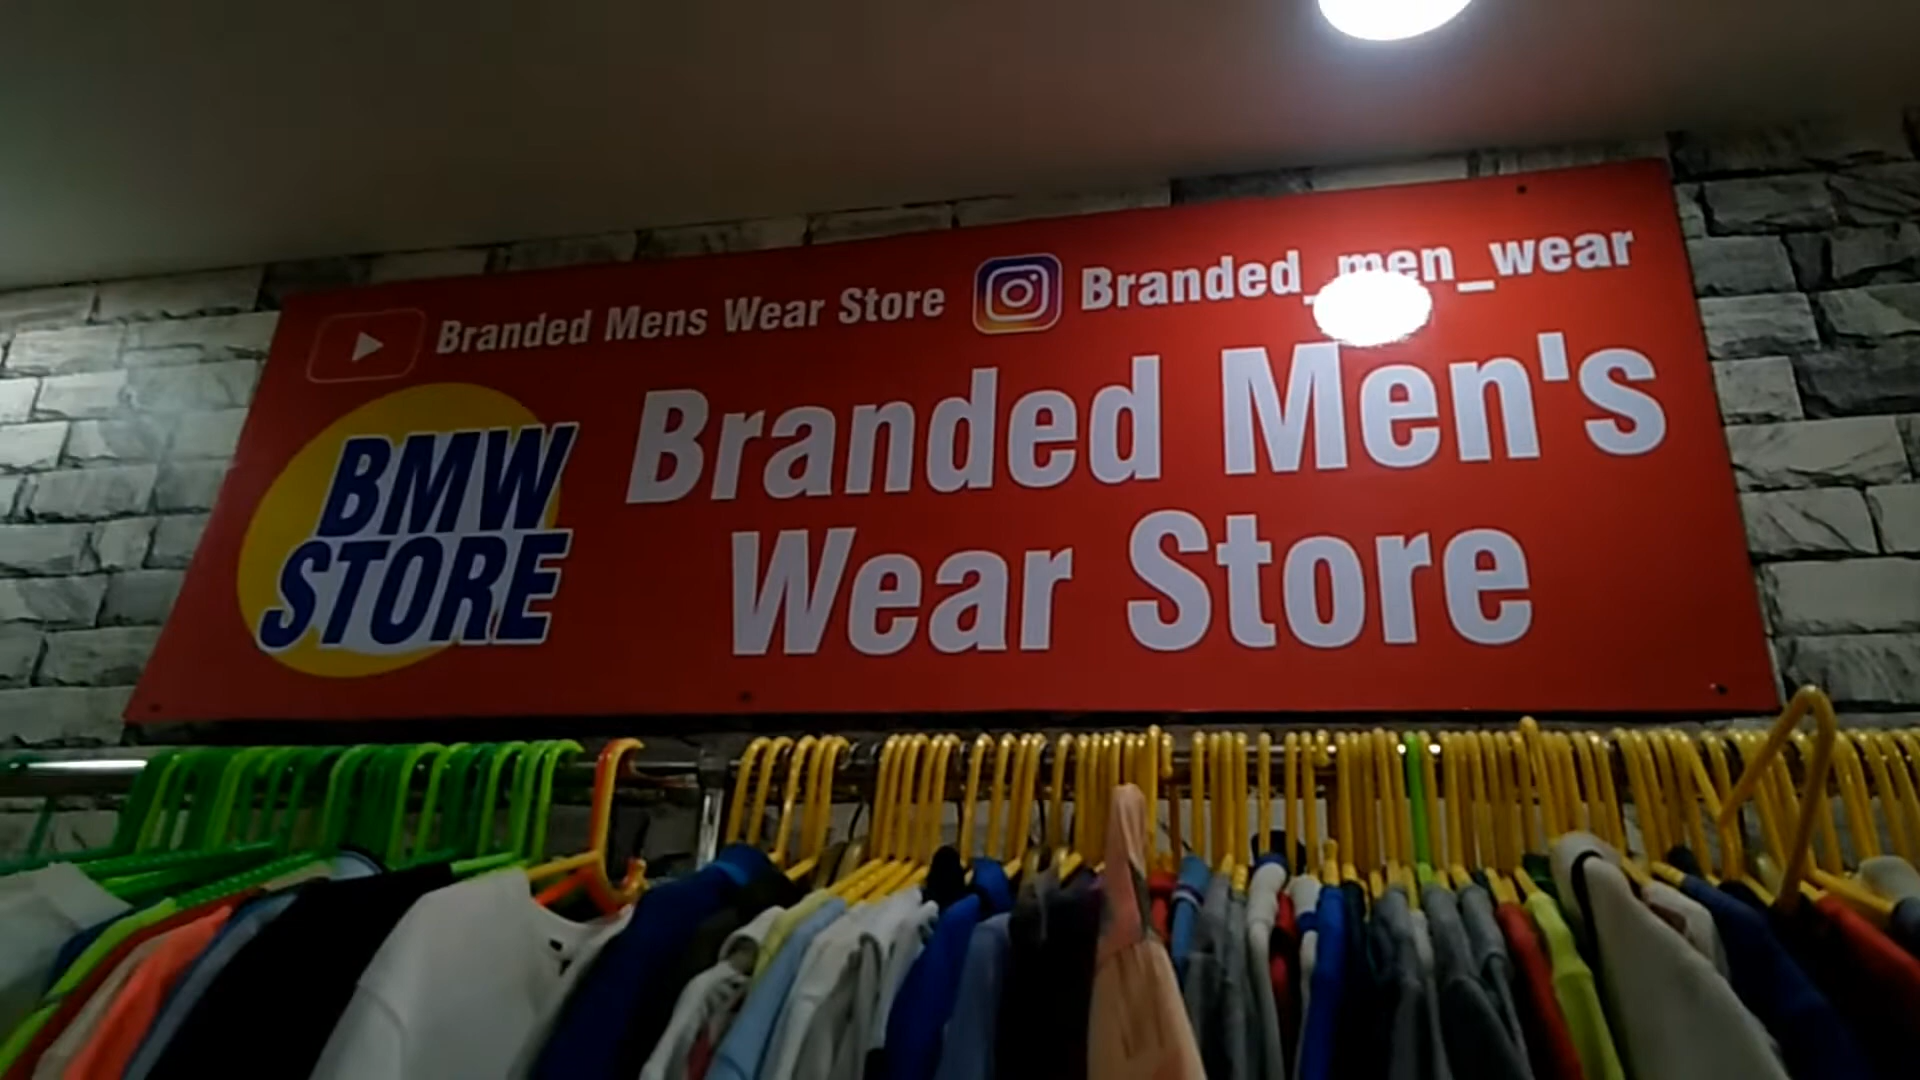 Branded Mens Wear Store
Branded_men_wear
BMW
STORE
Branded Men's
Wear Store